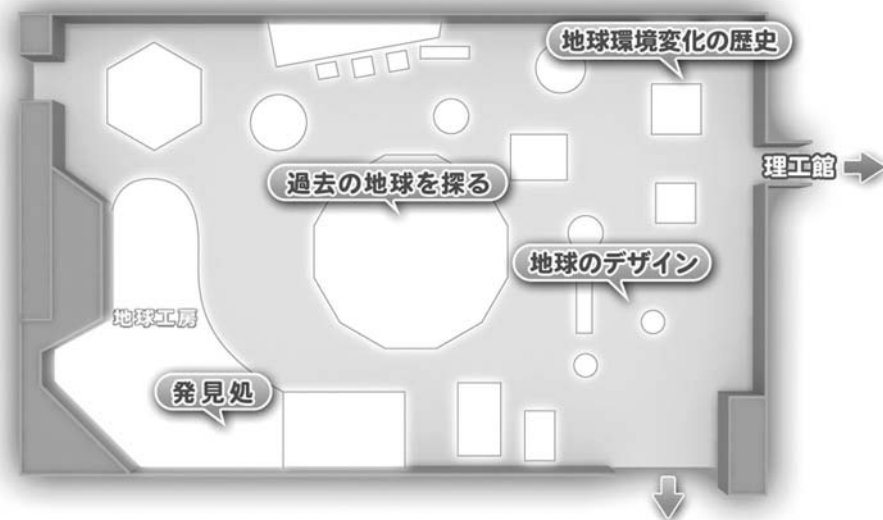 地球環境変化の歴史
理工館
過去の地球を探る
地球のデザイン
地球工房
発見処